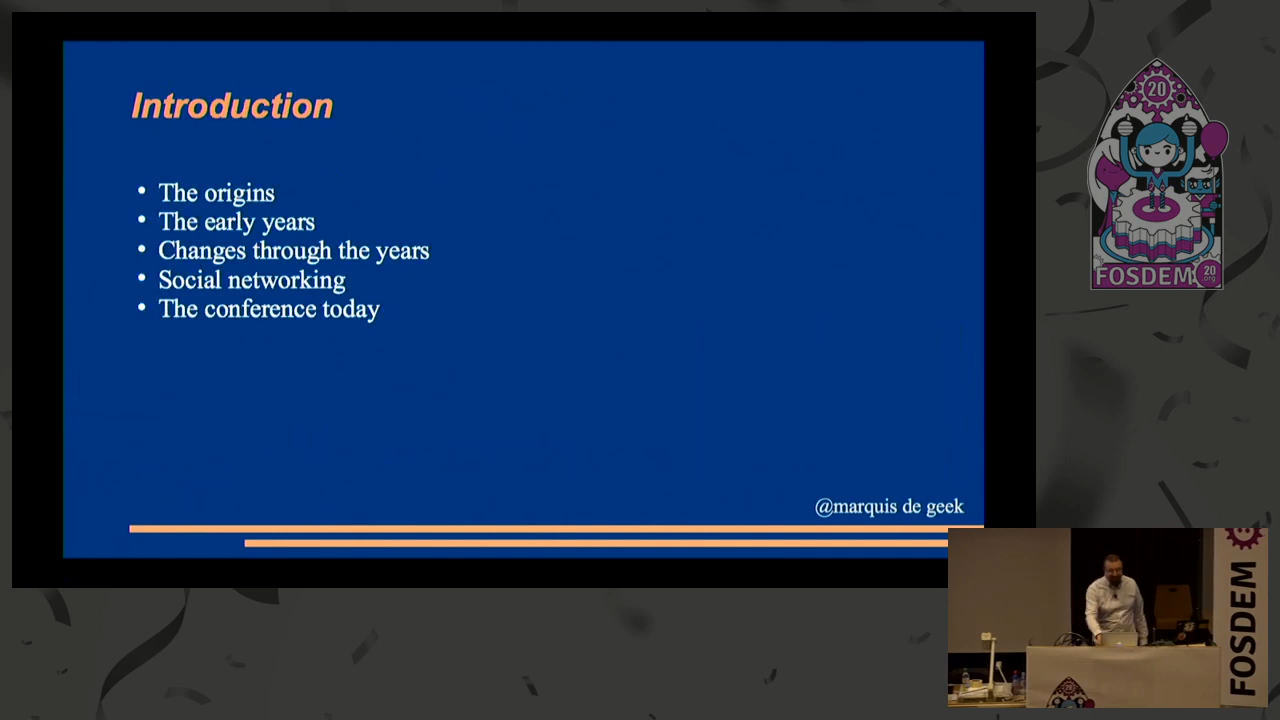 Introduction
• The origins
• The early years
• Changes through the years
• Social networking
• The conference today
@marquis de geek
20
FOSDEM
20
.org
FOSDEM